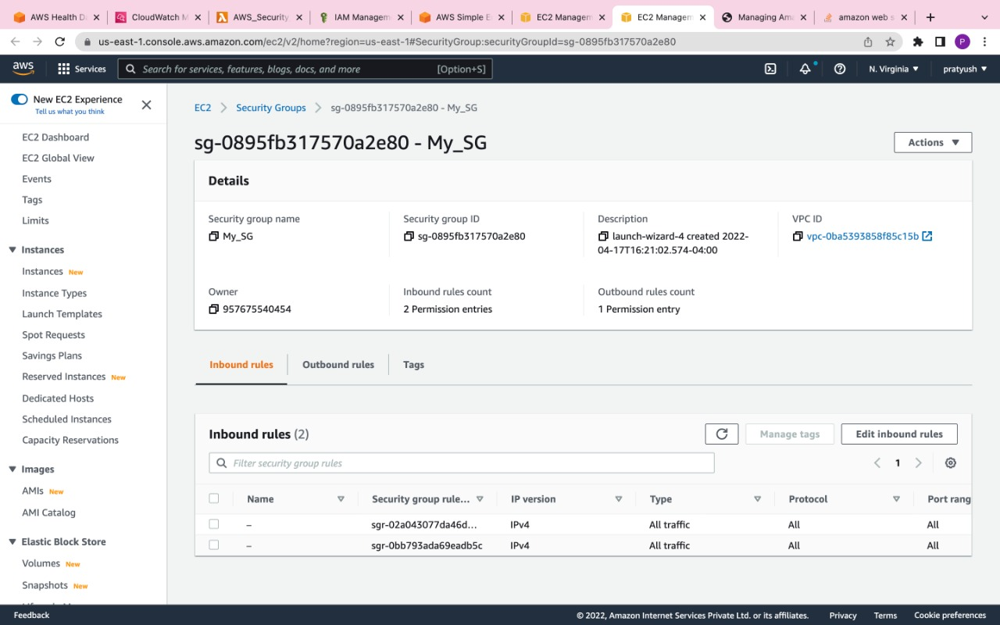 AWS Health D
CloudWatch M
AWS_Security
IAM Managem
AWS Simple E
EC2 Managem
EC2 Managem
Managing Ama
amazon web s
us-east-1.console.aws.amazon.com/ec2/v2/home?region=us-east-1#SecurityGroup:securityGroupId=sg-0895fb317570a2e80
P
aws
Services
Search for services, features, blogs, docs, and more
[Option+S]
N. Virginia
pratyush
New EC2 Experience
Tell us what you think
EC2 Dashboard
EC2 Global View
Events
Tags
Limits
Instances
Instances New
Instance Types
Launch Templates
Spot Requests
Savings Plans
Reserved Instances New
Dedicated Hosts
Scheduled Instances
Capacity Reservations
Images
AMIs New
AMI Catalog
Elastic Block Store
Volumes New
Snapshots New
EC2 > Security Groups > sg-0895fb317570a2e80 - My_SG
sg-0895fb317570a2e80 - My_SG
Actions
Details
Security group name
My_SG
Security group ID
sg-0895fb317570a2e80
Description
launch-wizard-4 created 2022-
04-17T16:21:02.574-04:00
VPC ID
vpc-0ba5393858f85c15b
Owner
957675540454
Inbound rules count
2 Permission entries
Outbound rules count
1 Permission entry
Inbound rules
Outbound rules
Tags
Inbound rules (2)
Manage tags
Edit inbound rules
Filter security group rules
1
Name Security group rule... IP version Type Protocol Port rang
– sgr-02a043077da46d... IPv4 All traffic All All
– sgr-0bb793ada69eadb5c IPv4 All traffic All All
Feedback
© 2022, Amazon Internet Services Private Ltd. or its affiliates.
Privacy
Terms
Cookie preferences